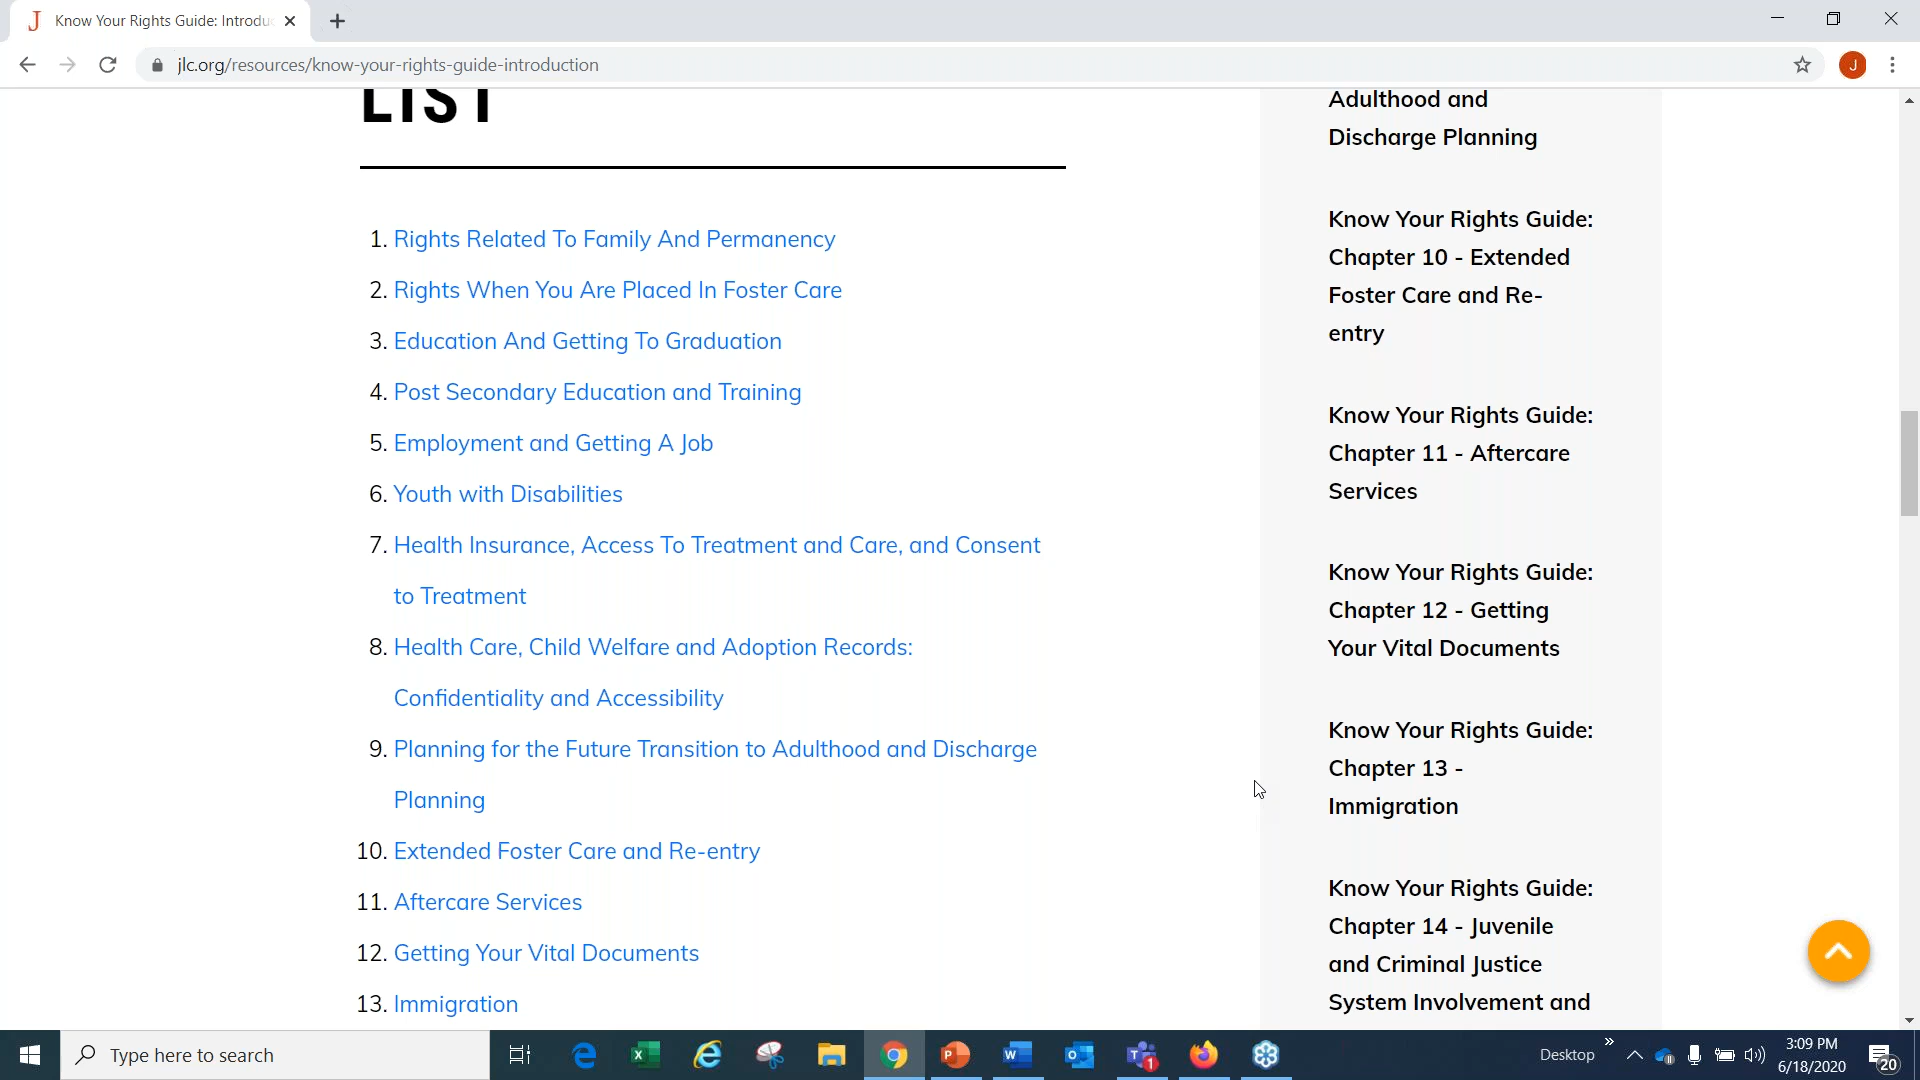 Know Your Rights Guide: Introdu
jlc.org/resources/know-your-rights-guide-introduction
J
LIST
1. Rights Related To Family And Permanency
2. Rights When You Are Placed In Foster Care
3. Education And Getting To Graduation
4. Post Secondary Education and Training
5. Employment and Getting A Job
6. Youth with Disabilities
7. Health Insurance, Access To Treatment and Care, and Consent
to Treatment
8. Health Care, Child Welfare and Adoption Records:
Confidentiality and Accessibility
9. Planning for the Future Transition to Adulthood and Discharge
Planning
10. Extended Foster Care and Re-entry
11. Aftercare Services
12. Getting Your Vital Documents
13. Immigration
Adulthood and
Discharge Planning
Know Your Rights Guide:
Chapter 10 - Extended
Foster Care and Re-
entry
Know Your Rights Guide:
Chapter 11 - Aftercare
Services
Know Your Rights Guide:
Chapter 12 - Getting
Your Vital Documents
Know Your Rights Guide:
Chapter 13 -
Immigration
Know Your Rights Guide:
Chapter 14 - Juvenile
and Criminal Justice
System Involvement and
Type here to search
Desktop
3:09 PM
6/18/2020
20